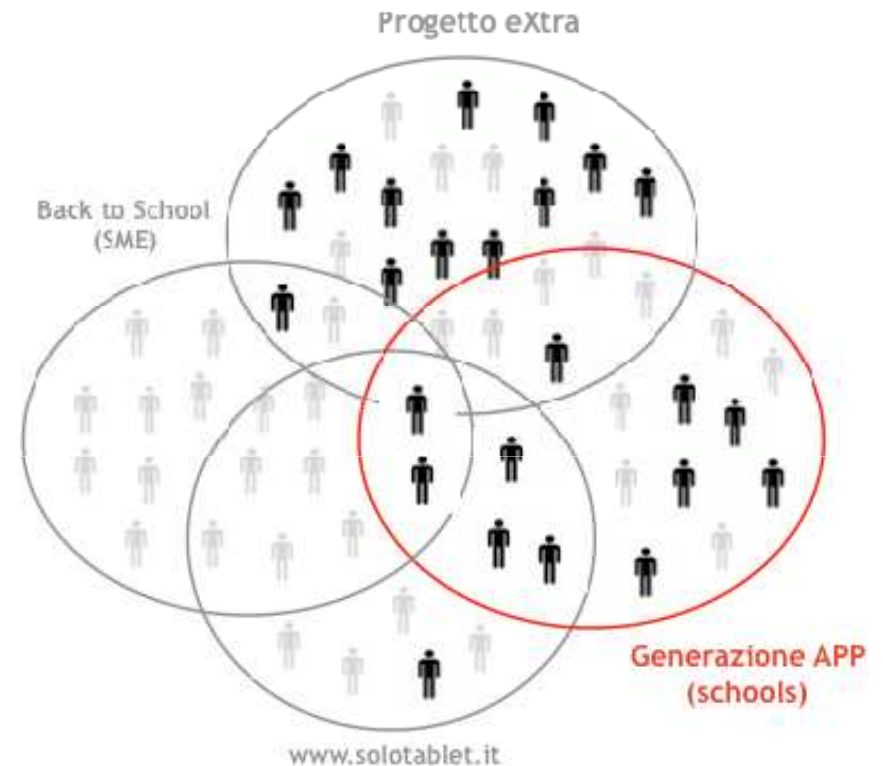 Progetto eXtra
Back to School
(SME)
Generazione APP
(schools)
www.solotablet.it